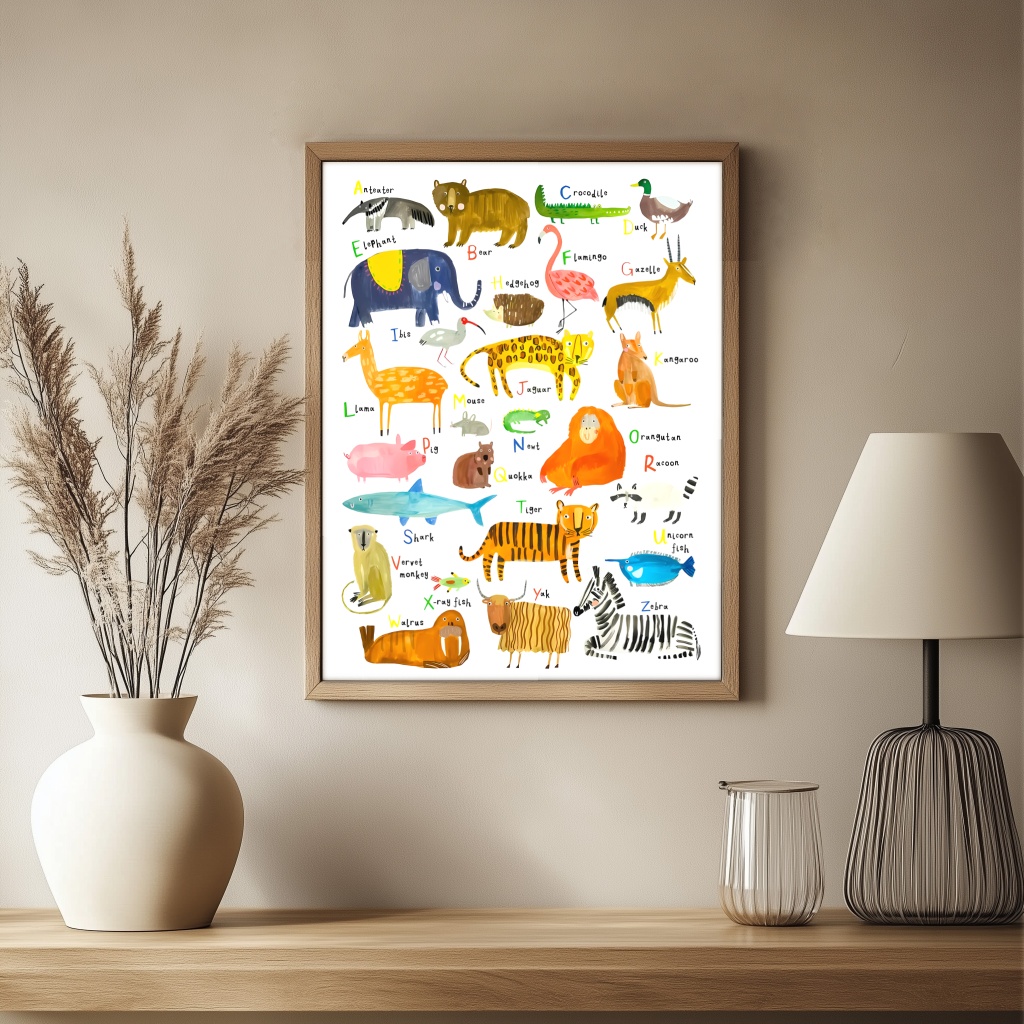 Anteater
Crocodile
Duck
Elephant
Bear
Flamingo
Gazelle
Hedgehog
Ibis
Kangaroo
Jaguar
Llama
Mouse
Newt
Orangutan
Pig
Quokka
Racoon
Tiger
Shark
Unicorn
fish
Vervet
monkey
X-ray fish
Yak
Zebra
Walrus